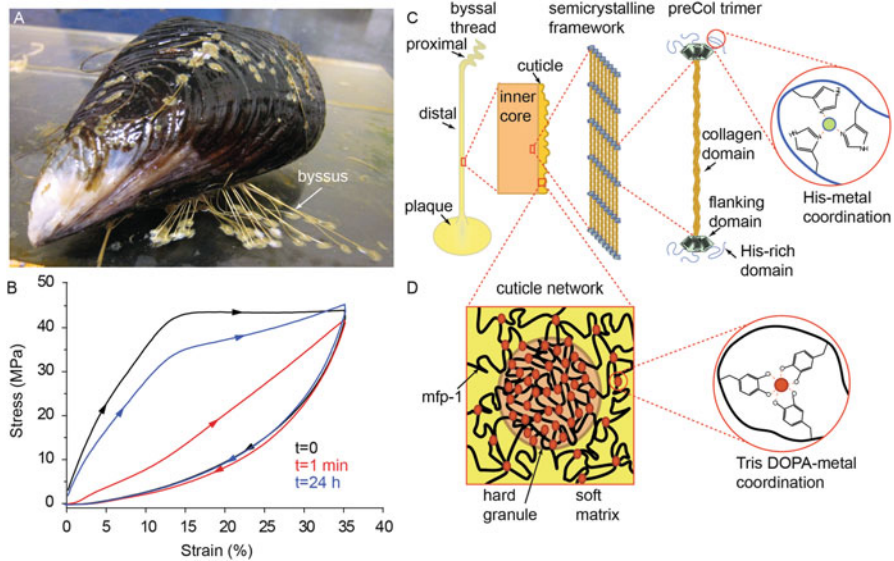 A
byssus
B
50
40
30
20
10
0
Stress (MPa)
0 5 10 15 20 25 30 35 40
Strain (%)
t=0
t=1 min
t=24 h
C
byssal
thread
proximal
distal
plaque
cuticle
inner
core
semicrystalline
framework
preCol trimer
collagen
domain
flanking
domain
His-rich
domain
His-metal
coordination
D
cuticle network
mfp-1
hard
granule
soft
matrix
Tris DOPA-metal
coordination